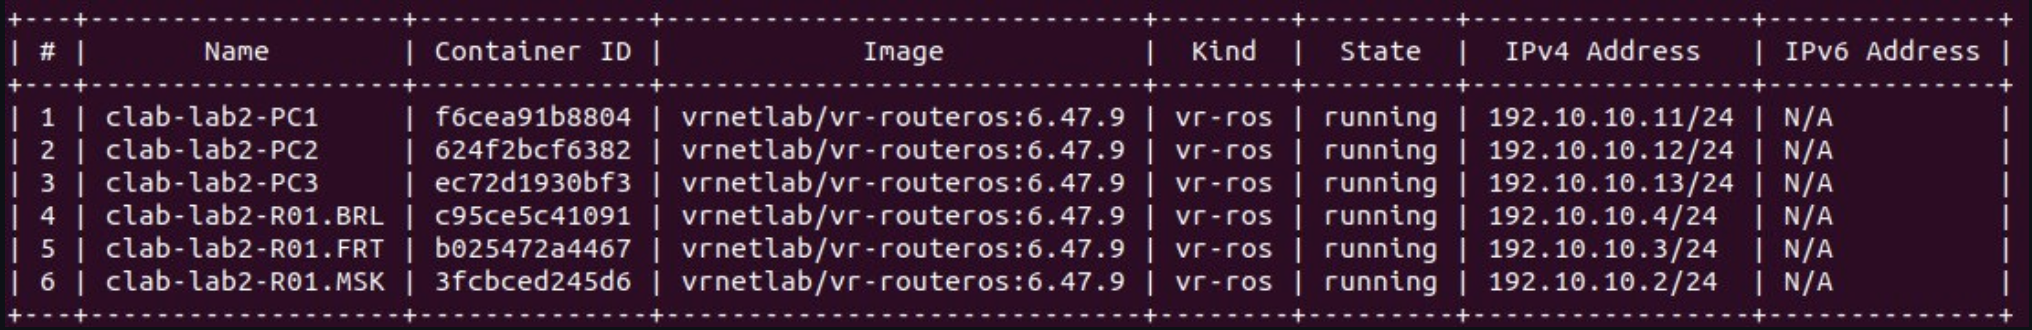 +---+--------------------+--------------+------------------------------+--------+---------+-----------------+--------------+
| # |        Name        | Container ID |            Image             |  Kind  |  State  |  IPv4 Address   | IPv6 Address |
+---+--------------------+--------------+------------------------------+--------+---------+-----------------+--------------+
| 1 | clab-lab2-PC1      | f6cea91b8804 | vrnetlab/vr-routeros:6.47.9 | vr-ros | running | 192.10.10.11/24 | N/A          |
| 2 | clab-lab2-PC2      | 624f2bcf6382 | vrnetlab/vr-routeros:6.47.9 | vr-ros | running | 192.10.10.12/24 | N/A          |
| 3 | clab-lab2-PC3      | ec72d1930bf3 | vrnetlab/vr-routeros:6.47.9 | vr-ros | running | 192.10.10.13/24 | N/A          |
| 4 | clab-lab2-R01.BRL | c95ce5c41091 | vrnetlab/vr-routeros:6.47.9 | vr-ros | running | 192.10.10.4/24  | N/A          |
| 5 | clab-lab2-R01.FRT | b025472a4467 | vrnetlab/vr-routeros:6.47.9 | vr-ros | running | 192.10.10.3/24  | N/A          |
| 6 | clab-lab2-R01.MSK | 3fcbced245d6 | vrnetlab/vr-routeros:6.47.9 | vr-ros | running | 192.10.10.2/24  | N/A          |
+---+--------------------+--------------+------------------------------+--------+---------+-----------------+--------------+